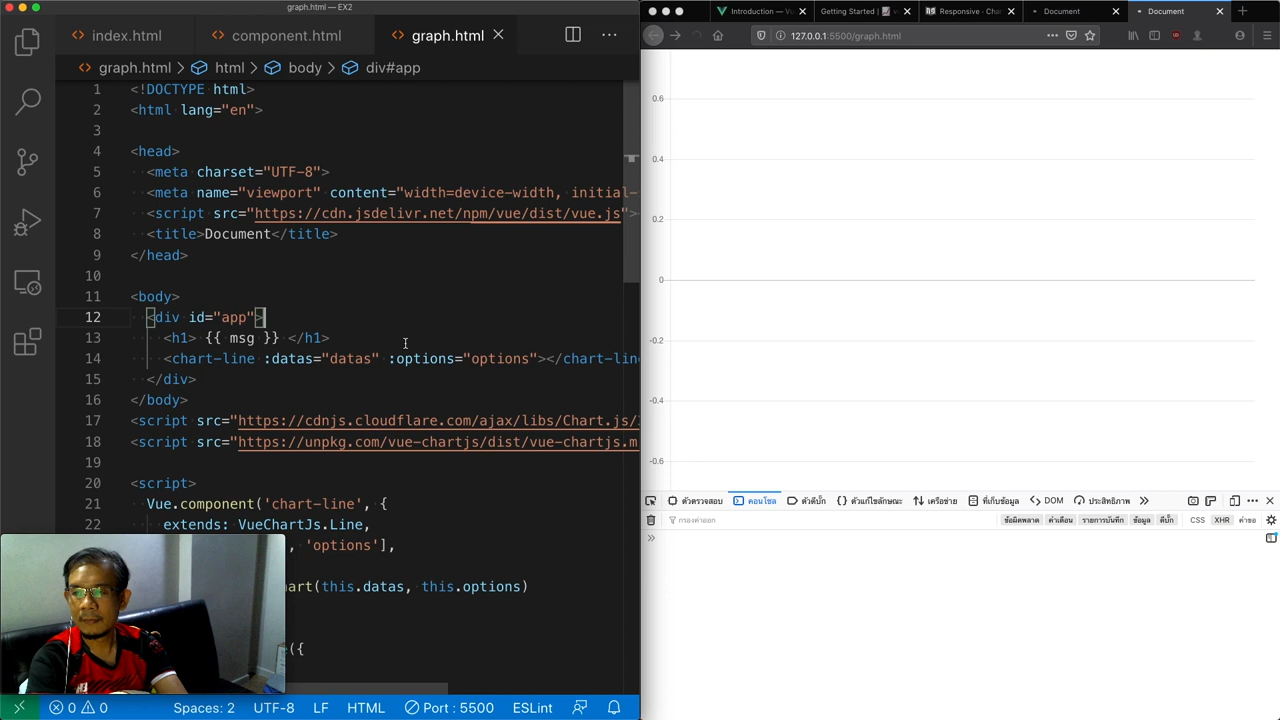 graph.html — EX2
index.html component.html graph.html
graph.html > html > body > div#app
1 <!DOCTYPE html>
2 <html lang="en">
3
4 <head>
5 <meta charset="UTF-8">
6 <meta name="viewport" content="width=device-width, initial-
7 <script src="https://cdn.jsdelivr.net/npm/vue/dist/vue.js">
8 <title>Document</title>
9 </head>
10
11 <body>
12 <div id="app">
13 <h1> {{ msg }} </h1>
14 <chart-line :datas="datas" :options="options"></chart-line
15 </div>
16 </body>
17 <script src="https://cdnjs.cloudflare.com/ajax/libs/Chart.js/
18 <script src="https://unpkg.com/vue-chartjs/dist/vue-chartjs.m
19
20 <script>
21 Vue.component('chart-line', {
22 extends: VueChartJs.Line,
, 'options'],
hart(this.datas, this.options)
({
0 0 Spaces: 2 UTF-8 LF HTML Port : 5500 ESLint
Introduction — Vu Getting Started | Responsive · Cha Document Document
127.0.0.1:5500/graph.html
0.6
0.4
0.2
0
-0.2
-0.4
-0.6
ตัวตรวจสอบ คอนโซล ตัวดีบั๊ก ตัวแก้ไขลักษณะ เครือข่าย ที่เก็บข้อมูล DOM ประสิทธิภาพ
กรองค่าออก ข้อผิดพลาด คำเตือน รายการบันทึก ข้อมูล ดีบั๊ก CSS XHR คำขอ